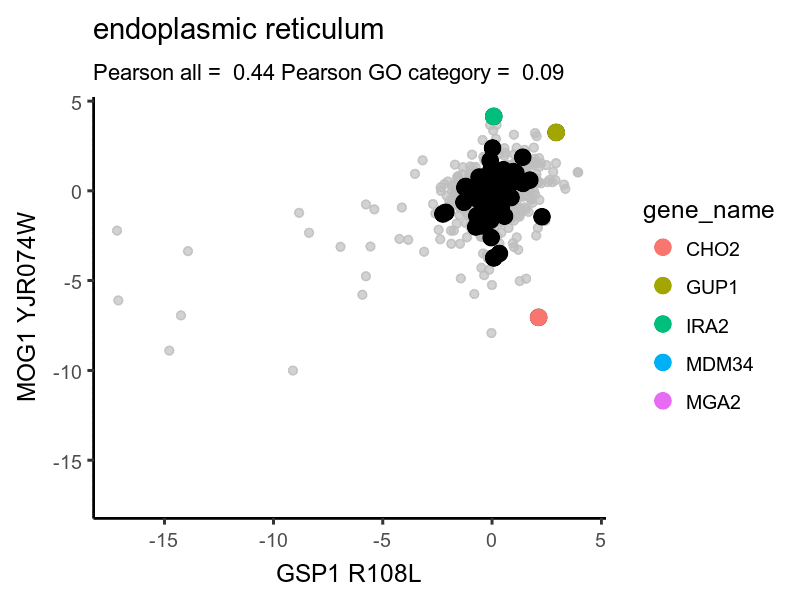 endoplasmic reticulum
Pearson all =  0.44 Pearson GO category =  0.09
5
0
-5
-10
-15
MOG1 YJR074W
-15
-10
-5
0
5
GSP1 R108L
gene_name
CHO2
GUP1
IRA2
MDM34
MGA2